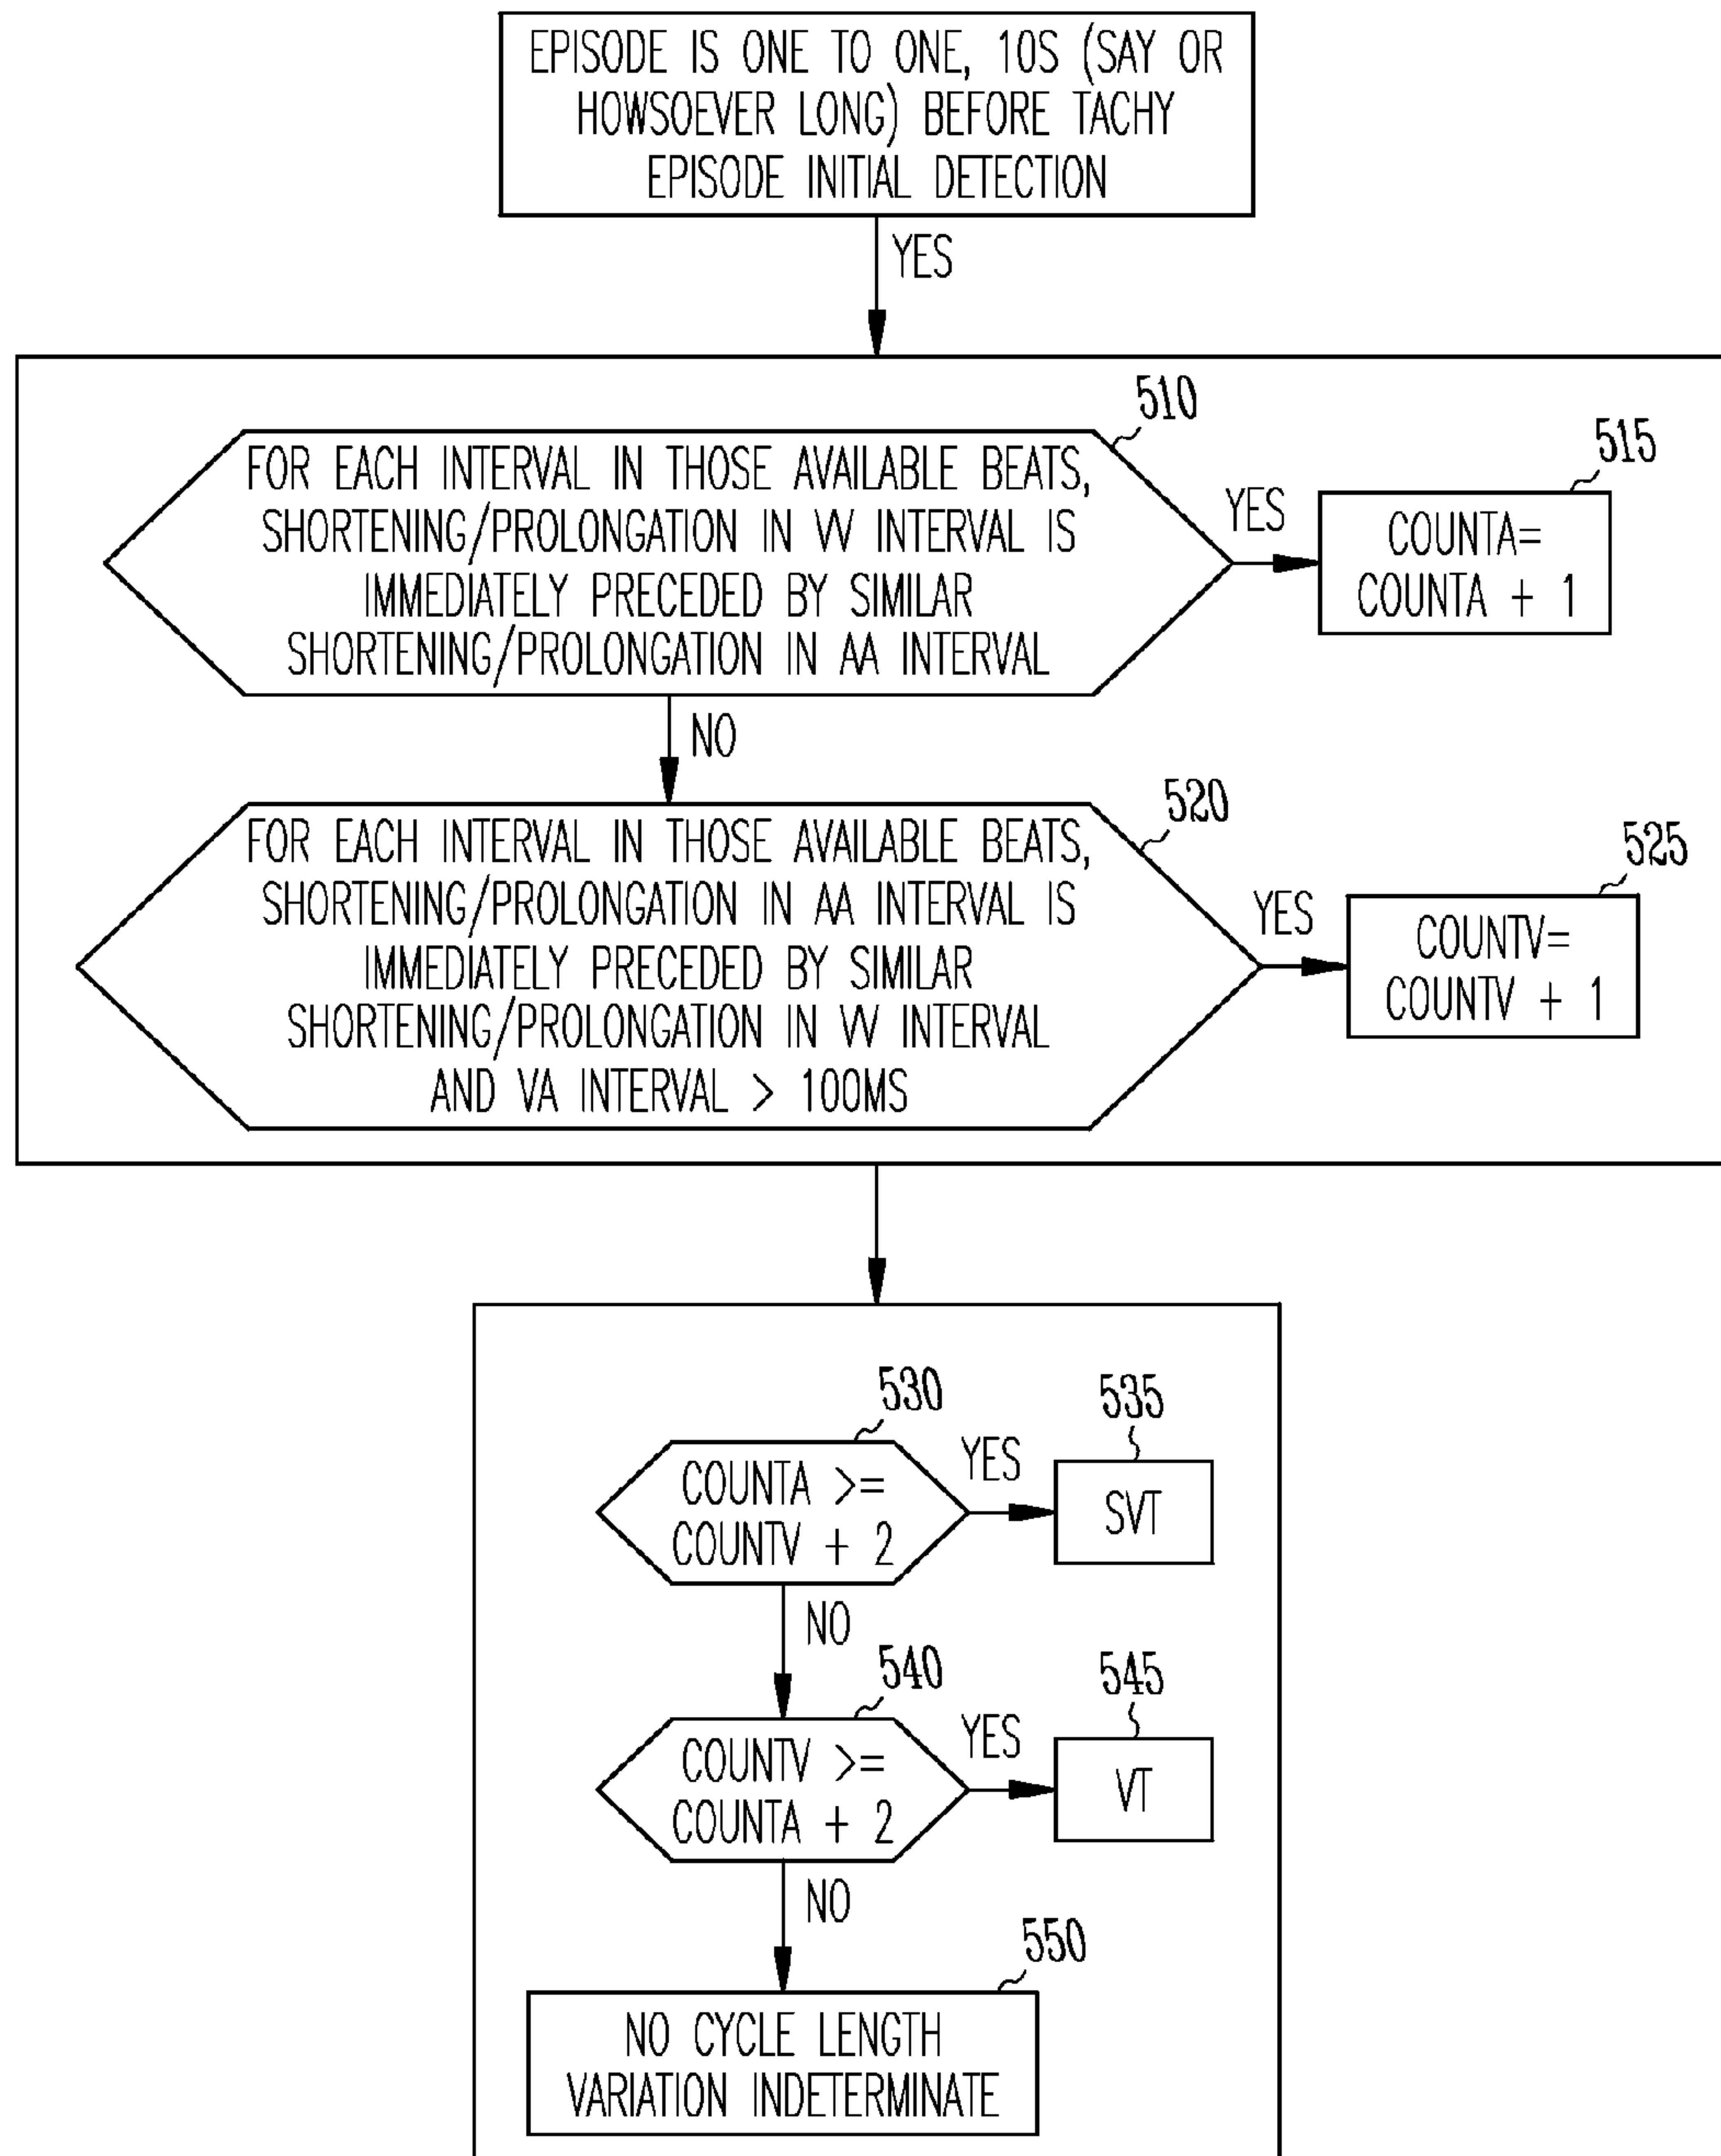 EPISODE IS ONE TO ONE, 10S (SAY OR
HOWSOEVER LONG) BEFORE TACHY
EPISODE INITIAL DETECTION
YES
510
FOR EACH INTERVAL IN THOSE AVAILABLE BEATS,
SHORTENING/PROLONGATION IN VV INTERVAL IS
IMMEDIATELY PRECEDED BY SIMILAR
SHORTENING/PROLONGATION IN AA INTERVAL
YES
515
COUNTA=
COUNTA + 1
NO
520
FOR EACH INTERVAL IN THOSE AVAILABLE BEATS,
SHORTENING/PROLONGATION IN AA INTERVAL IS
IMMEDIATELY PRECEDED BY SIMILAR
SHORTENING/PROLONGATION IN VV INTERVAL
AND VA INTERVAL > 100MS
YES
525
COUNTV=
COUNTV + 1
530
COUNTA >=
COUNTV + 2
YES
535
SVT
NO
540
COUNTV >=
COUNTA + 2
YES
545
VT
NO
550
NO CYCLE LENGTH
VARIATION INDETERMINATE